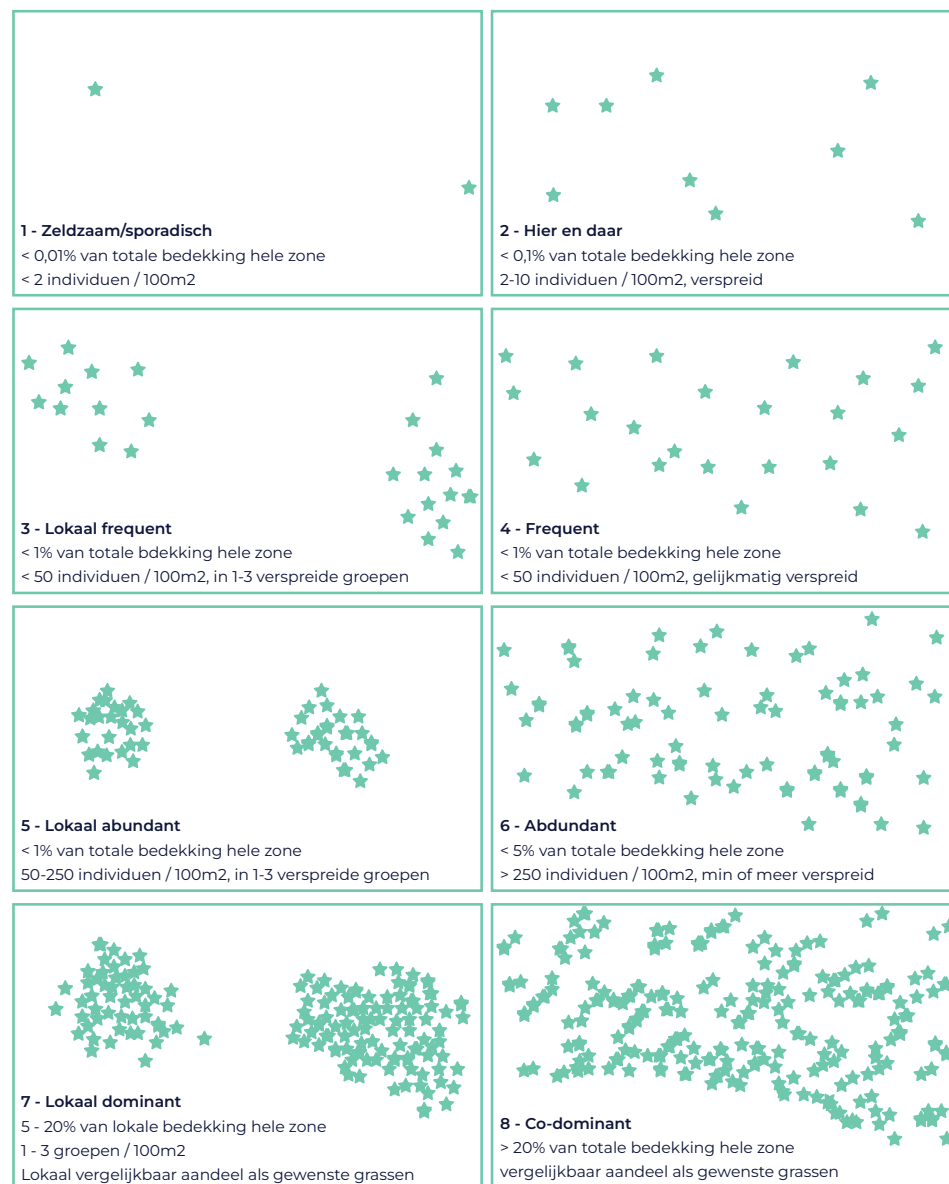 1 - Zeldzaam/sporadisch
< 0,01% van totale bedekking hele zone
< 2 individuen / 100m2
2 - Hier en daar
< 0,1% van totale bedekking hele zone
2-10 individuen / 100m2, verspreid
3 - Lokaal frequent
< 1% van totale bdekking hele zone
< 50 individuen / 100m2, in 1-3 verspreide groepen
4 - Frequent
< 1% van totale bedekking hele zone
< 50 individuen / 100m2, gelijkmatig verspreid
5 - Lokaal abundant
< 1% van totale bedekking hele zone
50-250 individuen / 100m2, in 1-3 verspreide groepen
6 - Abdundant
< 5% van totale bedekking hele zone
> 250 individuen / 100m2, min of meer verspreid
7 - Lokaal dominant
5 - 20% van lokale bedekking hele zone
1 - 3 groepen / 100m2
Lokaal vergelijkbaar aandeel als gewenste grassen
8 - Co-dominant
> 20% van totale bedekking hele zone
vergelijkbaar aandeel als gewenste grassen